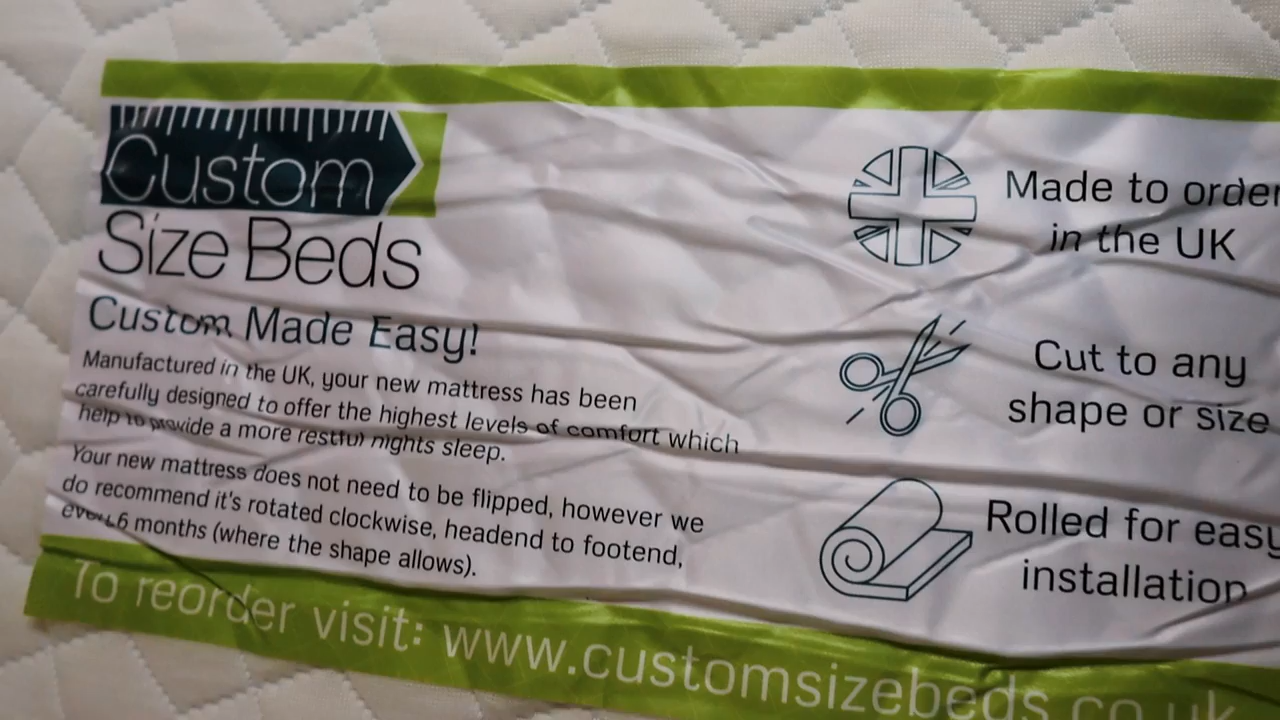 Custom
Size Beds
Custom Made Easy!
Manufactured in the UK, your new mattress has been
carefully designed to offer the highest levels of comfort which
help to provide a more restful nights sleep.
Your new mattress does not need to be flipped, however we
do recommend it's rotated clockwise, headend to footend,
every 6 months (where the shape allows).
Made to order
in the UK
Cut to any
shape or size
Rolled for easy
installation
To reorder visit: www.customsizebeds.co.uk